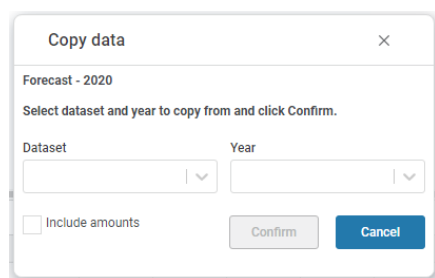 Copy data
Forecast - 2020
Select dataset and year to copy from and click Confirm.
Dataset Year
Include amounts Confirm Cancel